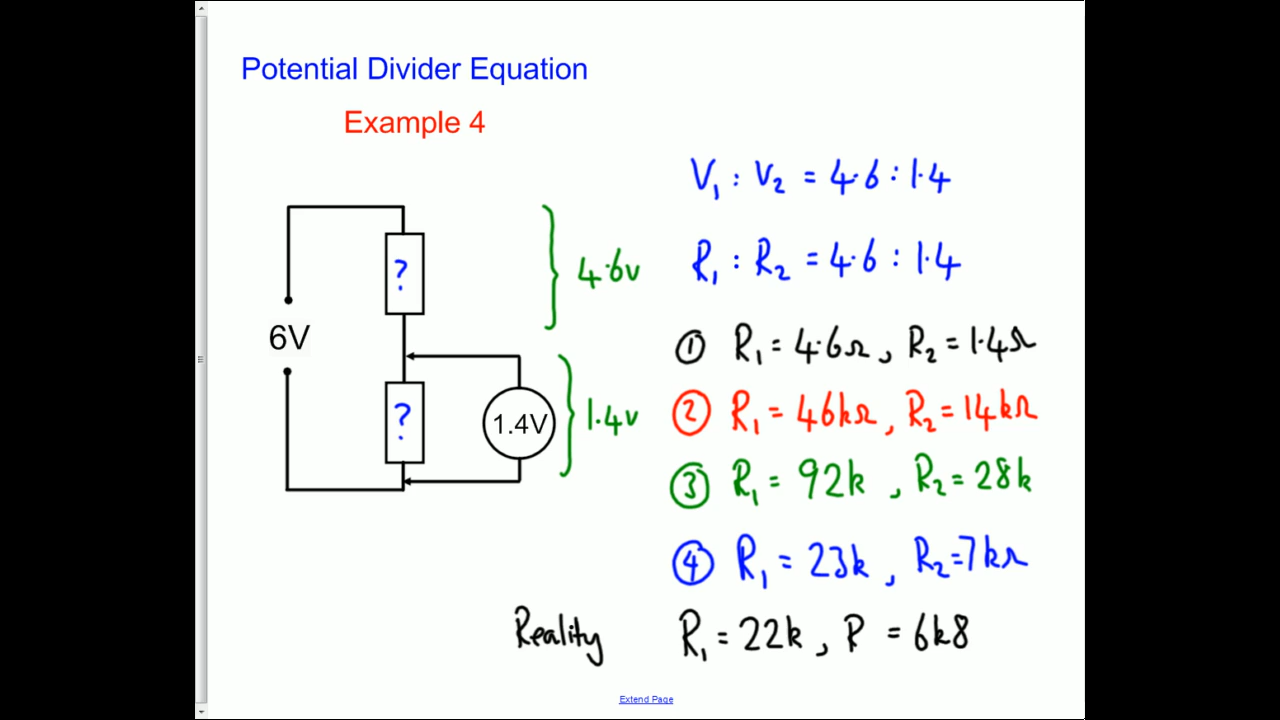 Potential Divider Equation
Example 4
V₁ : V₂ = 4.6 : 1.4
R₁ : R₂ = 4.6 : 1.4
?
4.6v
6V
?
1.4V
1.4v
① R₁ = 4.6Ω, R₂ = 1.4Ω
② R₁ = 46kΩ, R₂ = 14kΩ
③ R₁ = 92k, R₂ = 28k
④ R₁ = 23k, R₂=7kΩ
Reality R₁ = 22k, R = 6k8
Extend Page